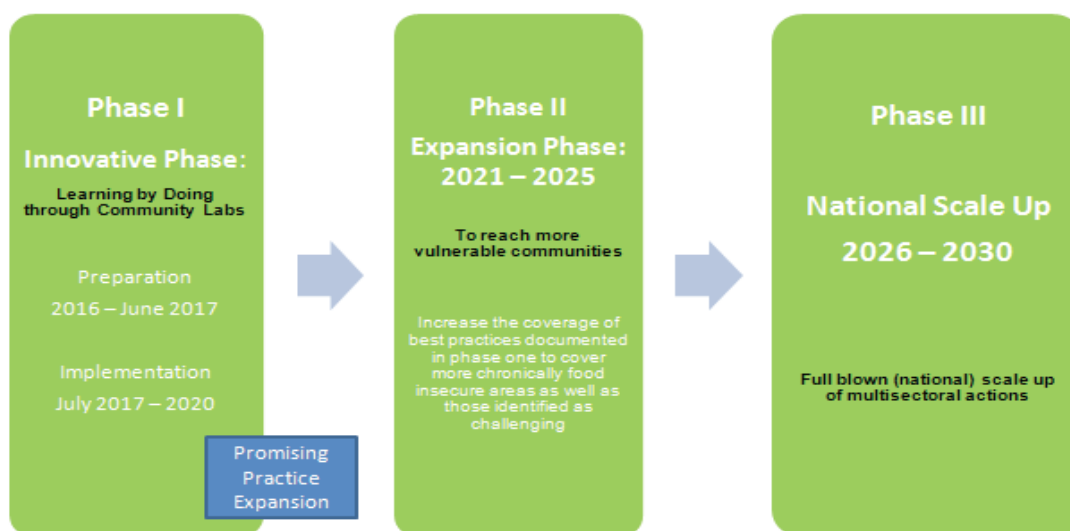 Phase I
Innovative Phase:
Learning by Doing
through Community Labs
Preparation
2016 – June 2017
Implementation
July 2017 – 2020
Promising
Practice
Expansion
Phase II
Expansion Phase:
2021 – 2025
To reach more
vulnerable communities
Increase the coverage of
best practices documented
in phase one to cover
more chronically food
insecure areas as well as
those identified as
challenging
Phase III
National Scale Up
2026 – 2030
Full blown (national) scale up
of multisectoral actions